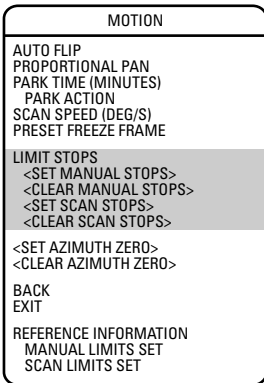 MOTION
AUTO FLIP
PROPORTIONAL PAN
PARK TIME (MINUTES)
PARK ACTION
SCAN SPEED (DEG/S)
PRESET FREEZE FRAME
LIMIT STOPS
<SET MANUAL STOPS>
<CLEAR MANUAL STOPS>
<SET SCAN STOPS>
<CLEAR SCAN STOPS>
<SET AZIMUTH ZERO>
<CLEAR AZIMUTH ZERO>
BACK
EXIT
REFERENCE INFORMATION
MANUAL LIMITS SET
SCAN LIMITS SET